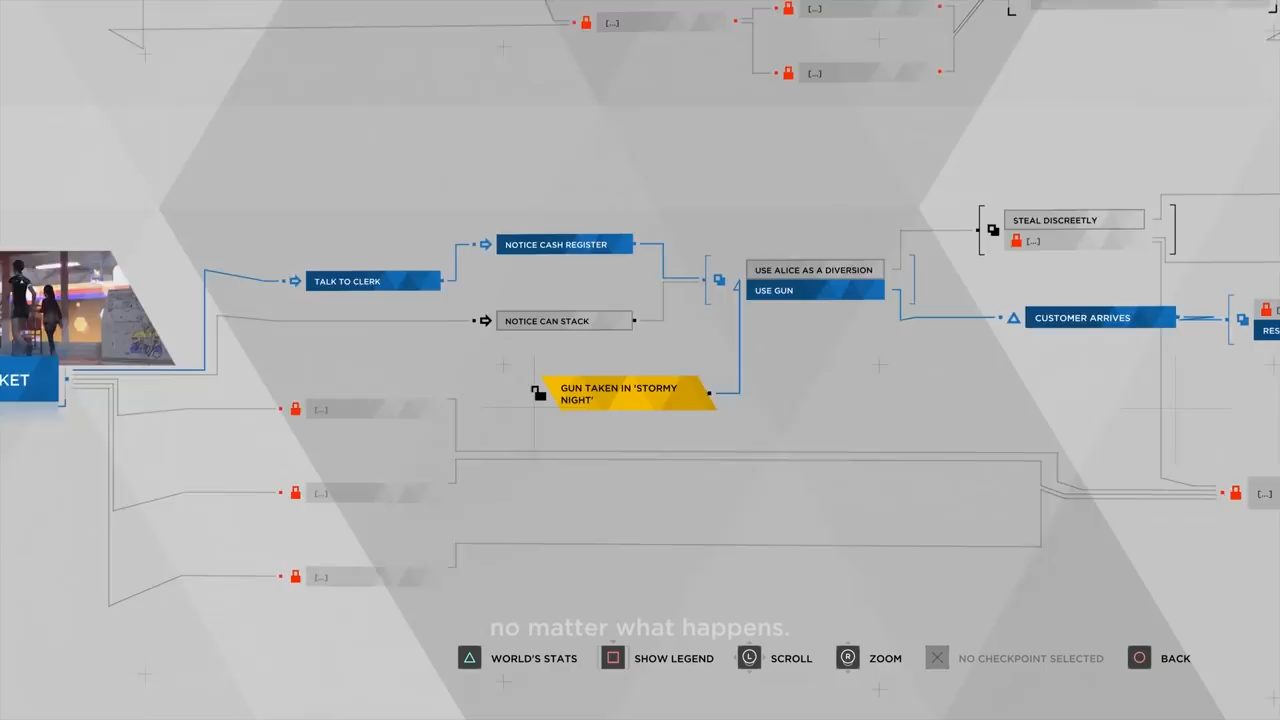 [...]
[...]
[...]
STEAL DISCREETLY
[...]
NOTICE CASH REGISTER
USE ALICE AS A DIVERSION
TALK TO CLERK
USE GUN
NOTICE CAN STACK
CUSTOMER ARRIVES
RES
KET
GUN TAKEN IN 'STORMY
NIGHT'
[...]
[...]
[...]
[...]
no matter what happens.
WORLD'S STATS
SHOW LEGEND
L
SCROLL
R
ZOOM
NO CHECKPOINT SELECTED
BACK